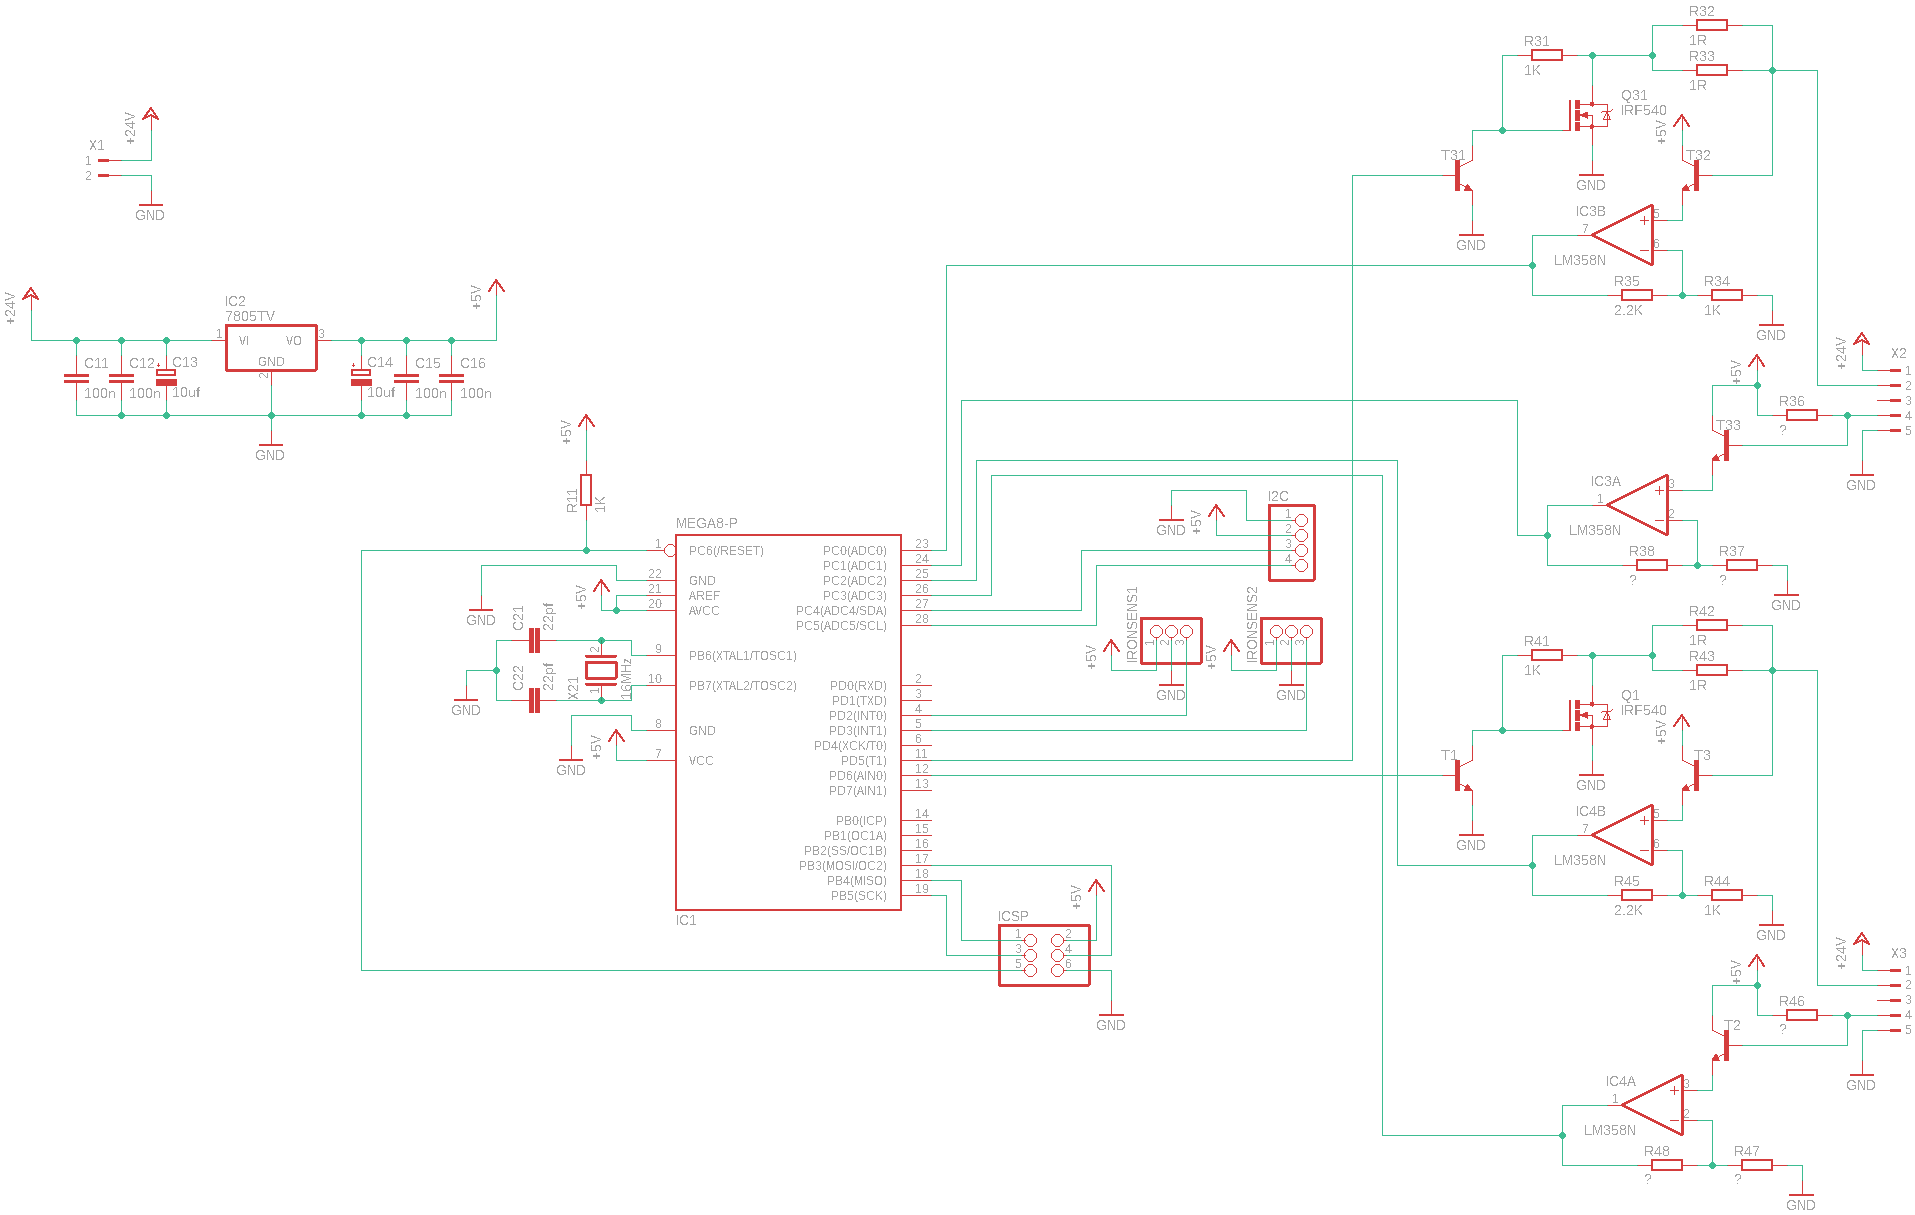 X1
1
2
+24V
GND
+24V
C11
100n
C12
100n
C13
10uf
IC2
7805TV
1
VI
VO
3
GND
2
C14
10uf
C15
100n
C16
100n
+5V
GND
+5V
R11
1K
MEGA8-P
1
PC6(/RESET)
22
GND
21
AREF
20
AVCC
9
PB6(XTAL1/TOSC1)
10
PB7(XTAL2/TOSC2)
8
GND
7
VCC
PC0(ADC0)
23
PC1(ADC1)
24
PC2(ADC2)
25
PC3(ADC3)
26
PC4(ADC4/SDA)
27
PC5(ADC5/SCL)
28
PD0(RXD)
2
PD1(TXD)
3
PD2(INT0)
4
PD3(INT1)
5
PD4(XCK/T0)
6
PD5(T1)
11
PD6(AIN0)
12
PD7(AIN1)
13
PB0(ICP)
14
PB1(OC1A)
15
PB2(SS/OC1B)
16
PB3(MOSI/OC2)
17
PB4(MISO)
18
PB5(SCK)
19
IC1
GND
+5V
C21
22pf
C22
22pf
2
X21
1
16MHz
GND
GND
+5V
I2C
1
2
3
4
GND
+5V
IRONSENS1
1
2
3
+5V
GND
IRONSENS2
1
2
3
+5V
GND
ICSP
1
2
3
4
5
6
+5V
GND
R31
1K
R32
1R
R33
1R
Q31
IRF540
GND
T31
GND
+5V
T32
IC3B
5
6
7
LM358N
R35
2.2K
R34
1K
GND
+24V
X2
1
2
3
4
5
GND
+5V
R36
?
T33
IC3A
3
2
1
LM358N
R38
?
R37
?
GND
R41
1K
R42
1R
R43
1R
Q1
IRF540
GND
T1
GND
+5V
T3
IC4B
5
6
7
LM358N
R45
2.2K
R44
1K
GND
+24V
X3
1
2
3
4
5
GND
+5V
R46
?
T2
IC4A
3
2
1
LM358N
R48
?
R47
?
GND